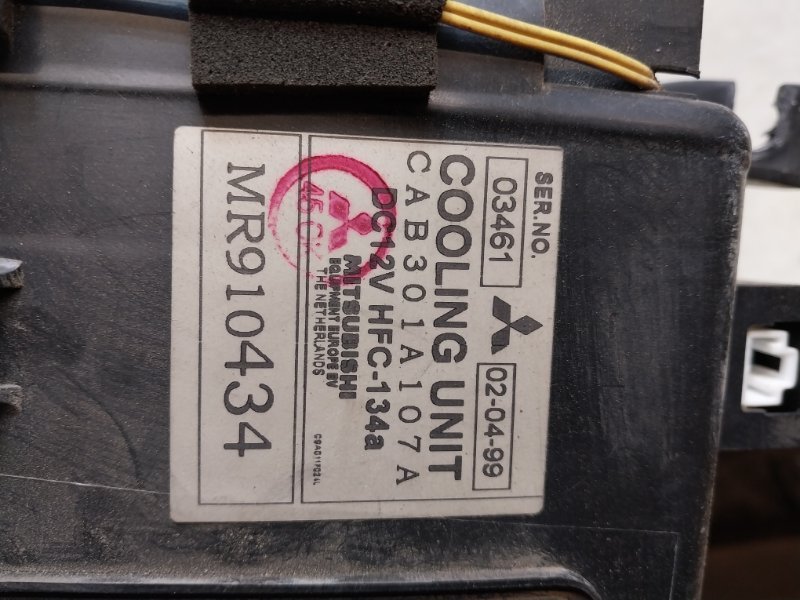 SER.NO.
03461 02-04-99
COOLING UNIT
CAB301A107A
DC12V HFC-134a
MITSUBISHI
EQUIPMENT EUROPE BV
THE NETHERLANDS
MR910434